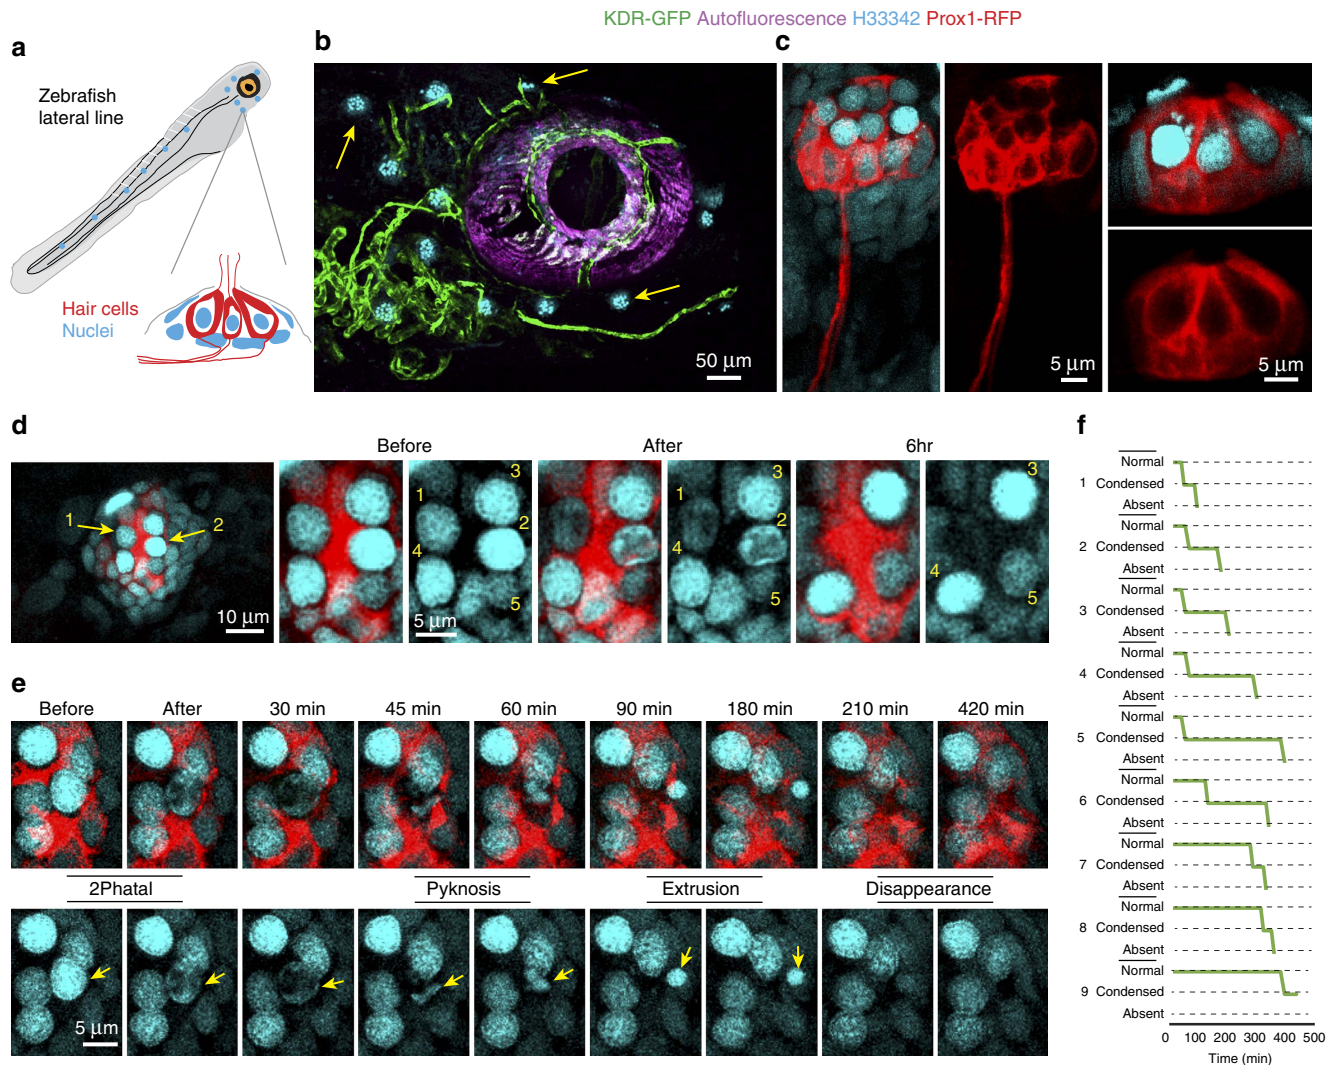 KDR-GFP Autofluorescence H33342 Prox1-RFP
a
Zebrafish
lateral line
Hair cells
Nuclei
b
50 μm
c
5 μm
5 μm
d
Before
After
6hr
1
2
10 μm
1
3
2
4
5
5 μm
1
3
2
4
5
3
4
5
e
Before
After
30 min
45 min
60 min
90 min
180 min
210 min
420 min
2Phatal
Pyknosis
Extrusion
Disappearance
5 μm
f
Normal
1 Condensed
Absent
Normal
2 Condensed
Absent
Normal
3 Condensed
Absent
Normal
4 Condensed
Absent
Normal
5 Condensed
Absent
Normal
6 Condensed
Absent
Normal
7 Condensed
Absent
Normal
8 Condensed
Absent
Normal
9 Condensed
Absent
0 100 200 300 400 500
Time (min)